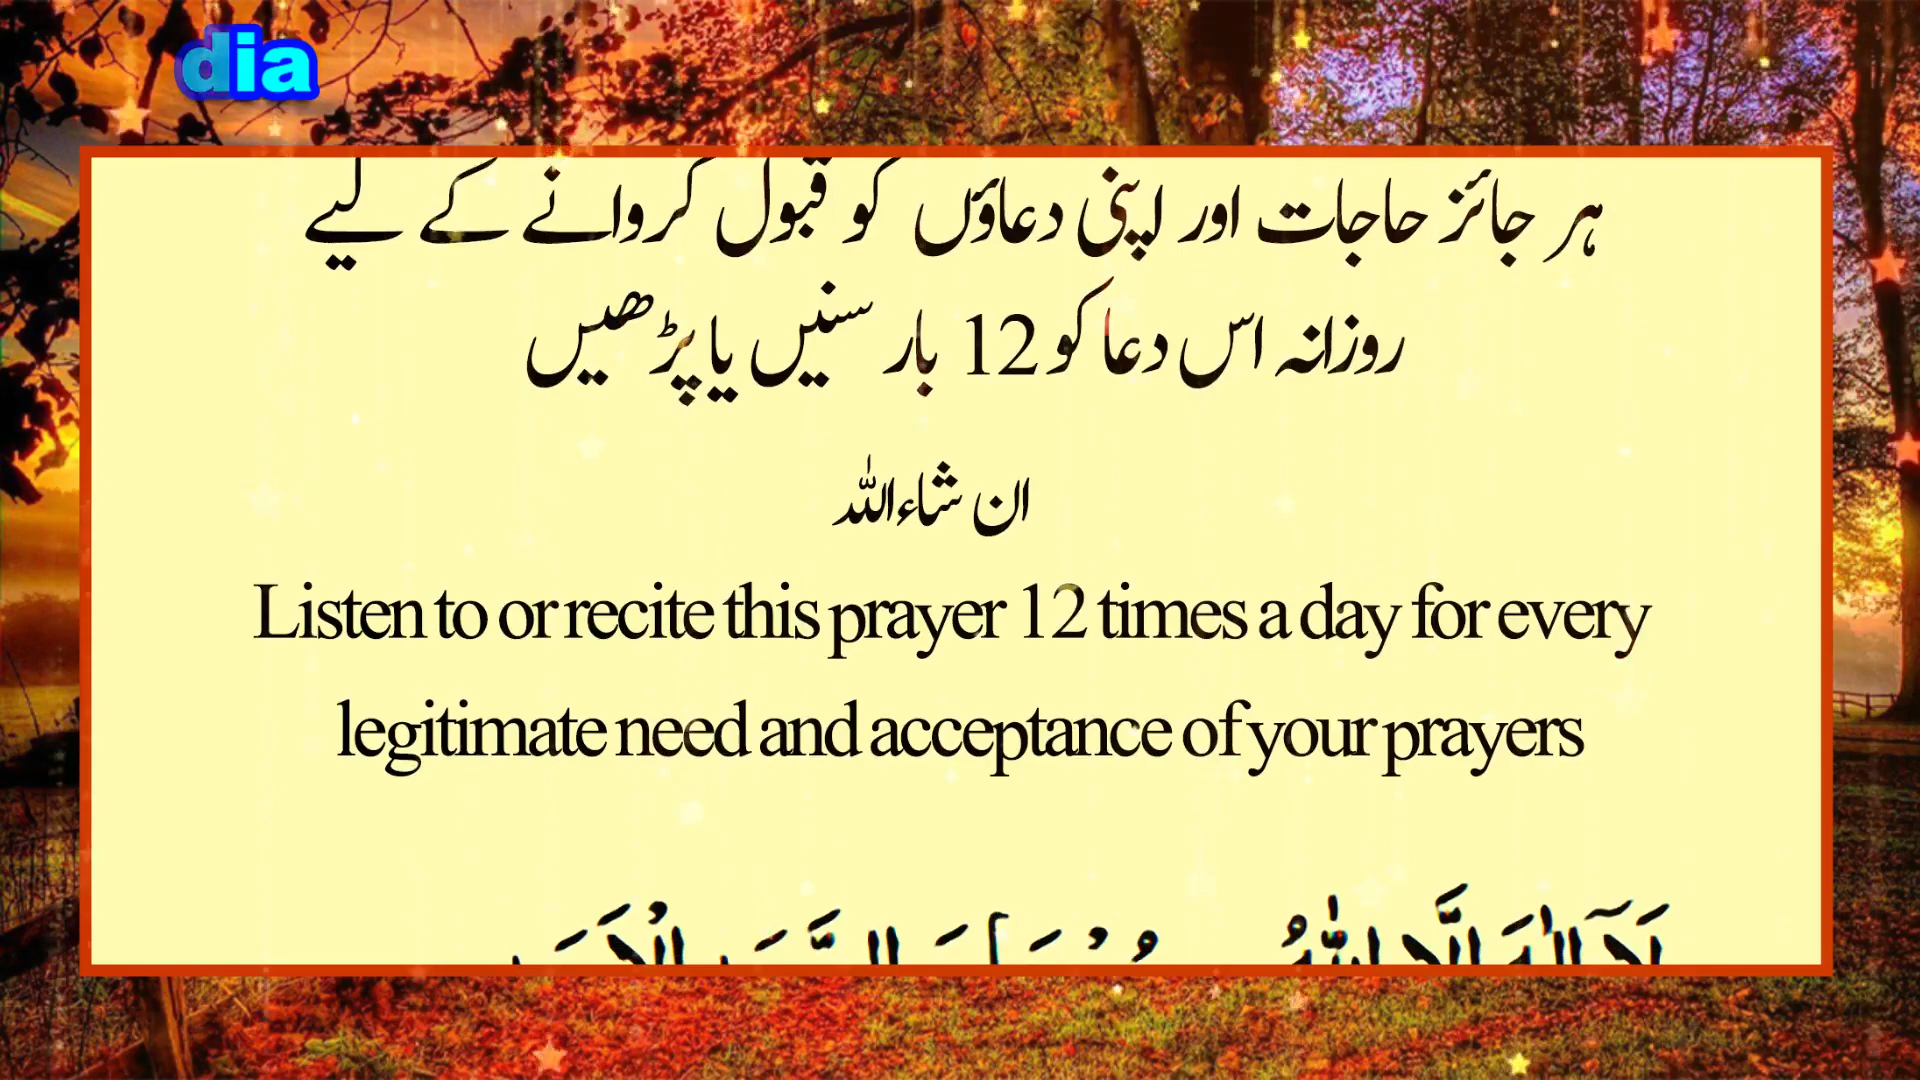 dia
ہر جائز حاجات اور اپنی دعاؤں کو قبول کروانے کے لیے
روزانہ اس دعا کو 12 بار سنیں یا پڑھیں
ان شاءاللہ
Listen to or recite this prayer 12 times a day for every
legitimate need and acceptance of your prayers
لَآ اِلٰهَ اِلَّا اللّٰهُ